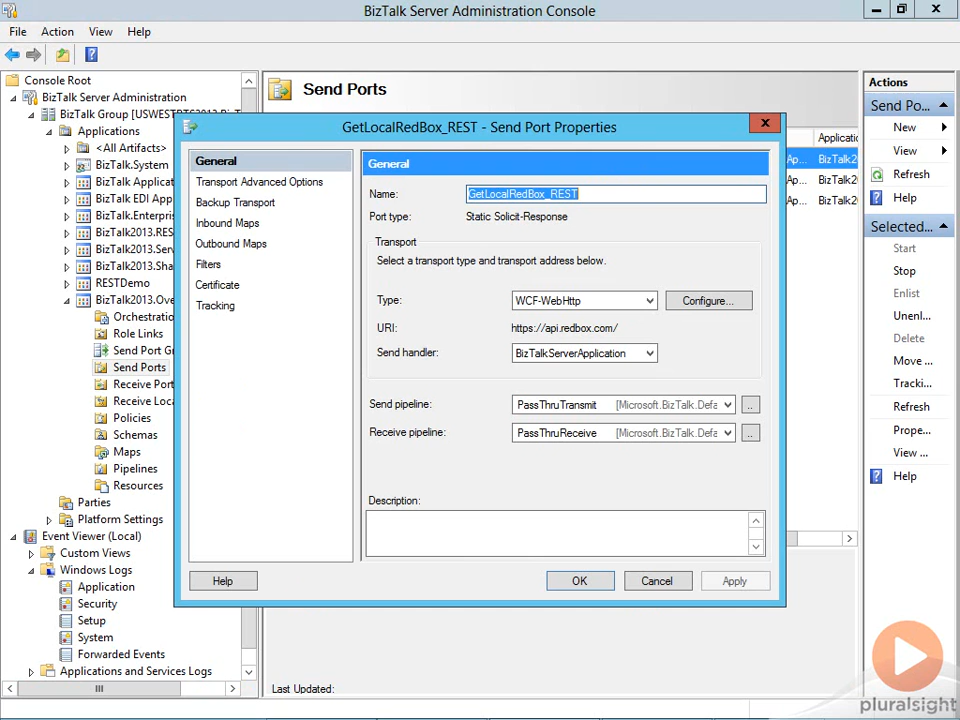 BizTalk Server Administration Console
File Action View Help
Console Root
BizTalk Server Administration
BizTalk Group [USWESTBTS2013.BizT
Applications
<All Artifacts>
BizTalk.System
BizTalk Applicat
BizTalk EDI App
BizTalk.Enterpris
BizTalk2013.RES
BizTalk2013.Serv
BizTalk2013.Sha
RESTDemo
BizTalk2013.Ove
Orchestratio
Role Links
Send Port Gr
Send Ports
Receive Port
Receive Loca
Policies
Schemas
Maps
Pipelines
Resources
Parties
Platform Settings
Event Viewer (Local)
Custom Views
Windows Logs
Application
Security
Setup
System
Forwarded Events
Applications and Services Logs
Send Ports
Applicatio
Ap... BizTalk2
Ap... BizTalk2
Ap... BizTalk2
Last Updated:
GetLocalRedBox_REST - Send Port Properties
General
Transport Advanced Options
Backup Transport
Inbound Maps
Outbound Maps
Filters
Certificate
Tracking
General
Name: GetLocalRedBox_REST
Port type: Static Solicit-Response
Transport
Select a transport type and transport address below.
Type: WCF-WebHttp Configure...
URI: https://api.redbox.com/
Send handler: BizTalkServerApplication
Send pipeline: PassThruTransmit [Microsoft.BizTalk.Defa ..
Receive pipeline: PassThruReceive [Microsoft.BizTalk.Defa ..
Description:
Help OK Cancel Apply
Actions
Send Po...
New
View
Refresh
Help
Selected...
Start
Stop
Enlist
Unenl...
Delete
Move ...
Tracki...
Refresh
Prope...
View ...
Help
pluralsight